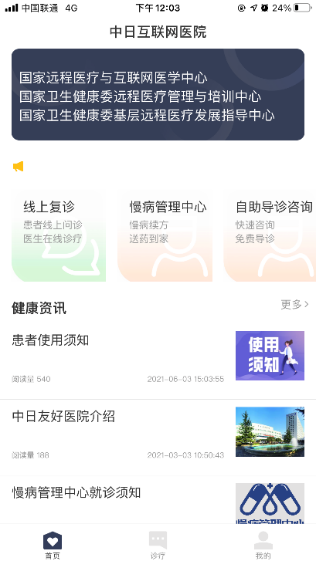 中国联通 4G 下午12:03 24%
中日互联网医院
国家远程医疗与互联网医学中心
国家卫生健康委远程医疗管理与培训中心
国家卫生健康委基层远程医疗发展指导中心
线上复诊 慢病管理中心 自助导诊咨询
患者线上问诊 慢病续方 快速咨询
医生在线诊疗 送药到家 免费导诊
健康资讯 更多
患者使用须知
使用
须知
阅读量 540 2021-06-03 15:03:55
中日友好医院介绍
阅读量 188 2021-03-03 10:50:43
慢病管理中心就诊须知
慢病管理中心
首页 诊疗 我的